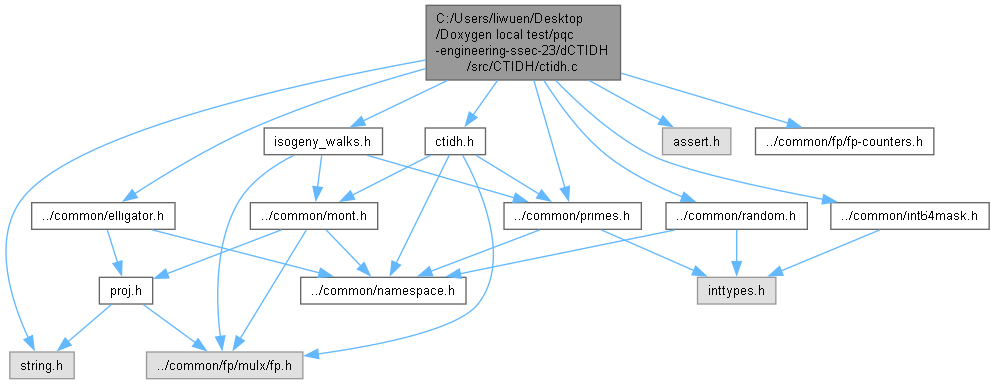 C:/Users/liwuen/Desktop
/Doxygen local test/pqc
-engineering-ssec-23/dCTIDH
/src/CTIDH/ctidh.c
isogeny_walks.h
ctidh.h
assert.h
../common/fp/fp-counters.h
../common/elligator.h
../common/mont.h
../common/primes.h
../common/random.h
../common/int64mask.h
proj.h
../common/namespace.h
inttypes.h
string.h
../common/fp/mulx/fp.h